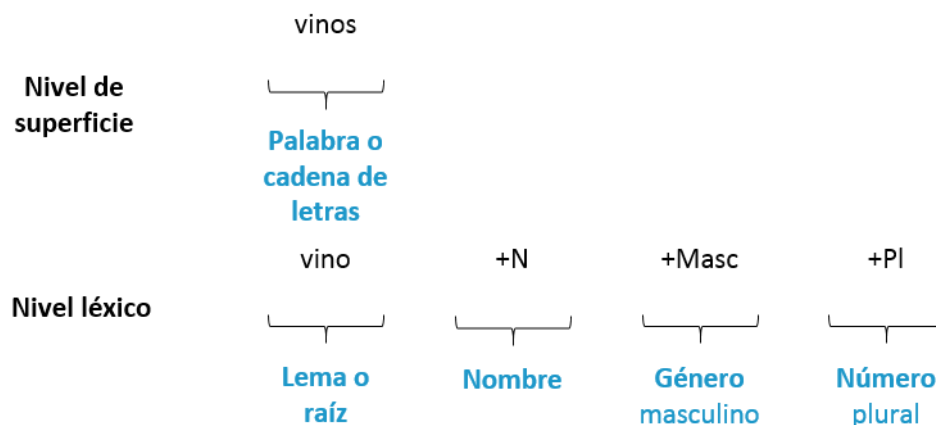 vinos
Nivel de
superficie
Palabra o
cadena de
letras
vino +N +Masc +Pl
Nivel léxico
Lema o Nombre Género Número
raíz masculino plural